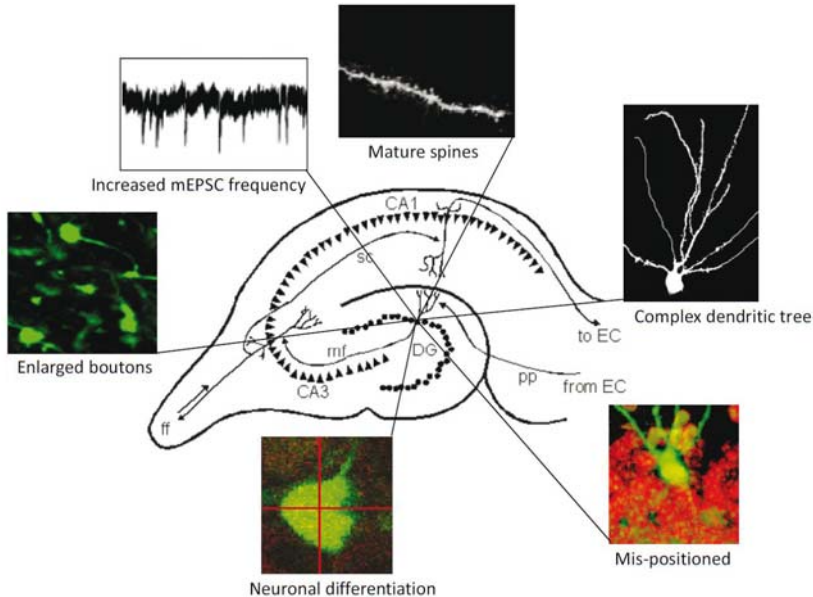 Mature spines
Increased mEPSC frequency
CA1
sc
Complex dendritic tree
to EC
Enlarged boutons
mf
DG
pp
from EC
CA3
ff
Mis-positioned
Neuronal differentiation